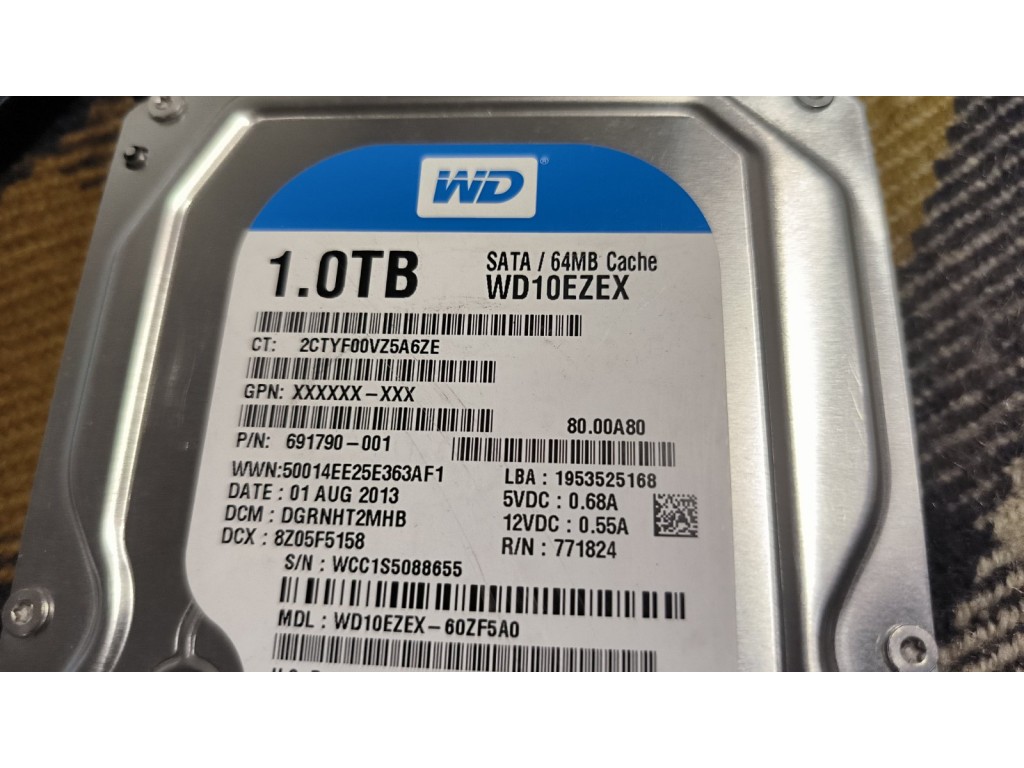 WD®
1.0TB
SATA / 64MB Cache
WD10EZEX
CT: 2CTYF00VZ5A6ZE
GPN: XXXXXX-XXX
80.00A80
P/N: 691790-001
WWN:50014EE25E363AF1
LBA : 1953525168
DATE : 01 AUG 2013
5VDC : 0.68A
DCM : DGRNHT2MHB
12VDC : 0.55A
DCX : 8Z05F5158
R/N : 771824
S/N : WCC1S5088655
MDL : WD10EZEX-60ZF5A0